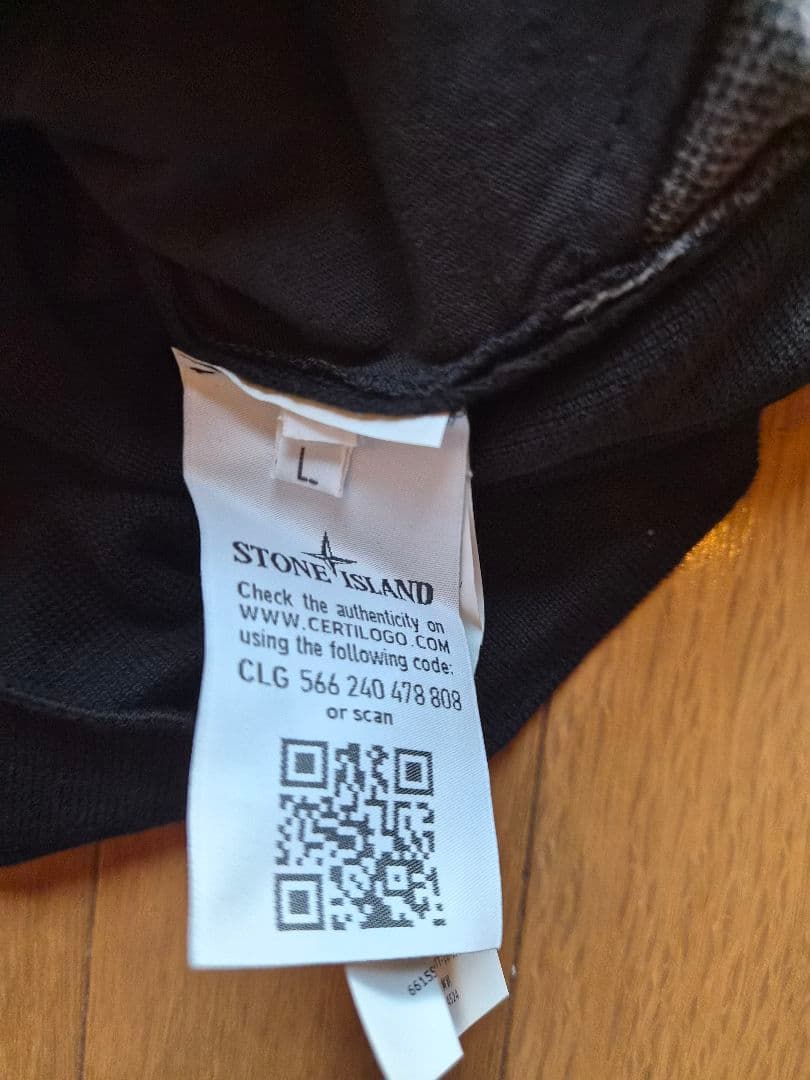 L
STONE ISLAND
Check the authenticity on
WWW.CERTILOGO.COM
using the following code:
CLG 566 240 478 808
or scan